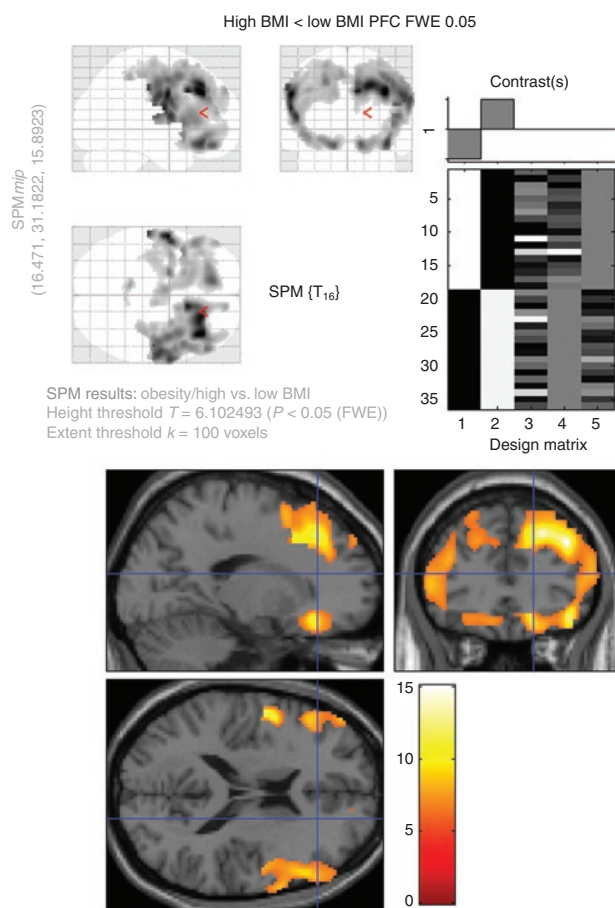 High BMI < low BMI PFC FWE 0.05
SPMmip
(16.471, 31.1822, 15.8923)
<
<
<
SPM {T16}
Contrast(s)
1
5
10
15
20
25
30
35
1 2 3 4 5
Design matrix
SPM results: obesity/high vs. low BMI
Height threshold T = 6.102493 (P < 0.05 (FWE))
Extent threshold k = 100 voxels
15
10
5
0